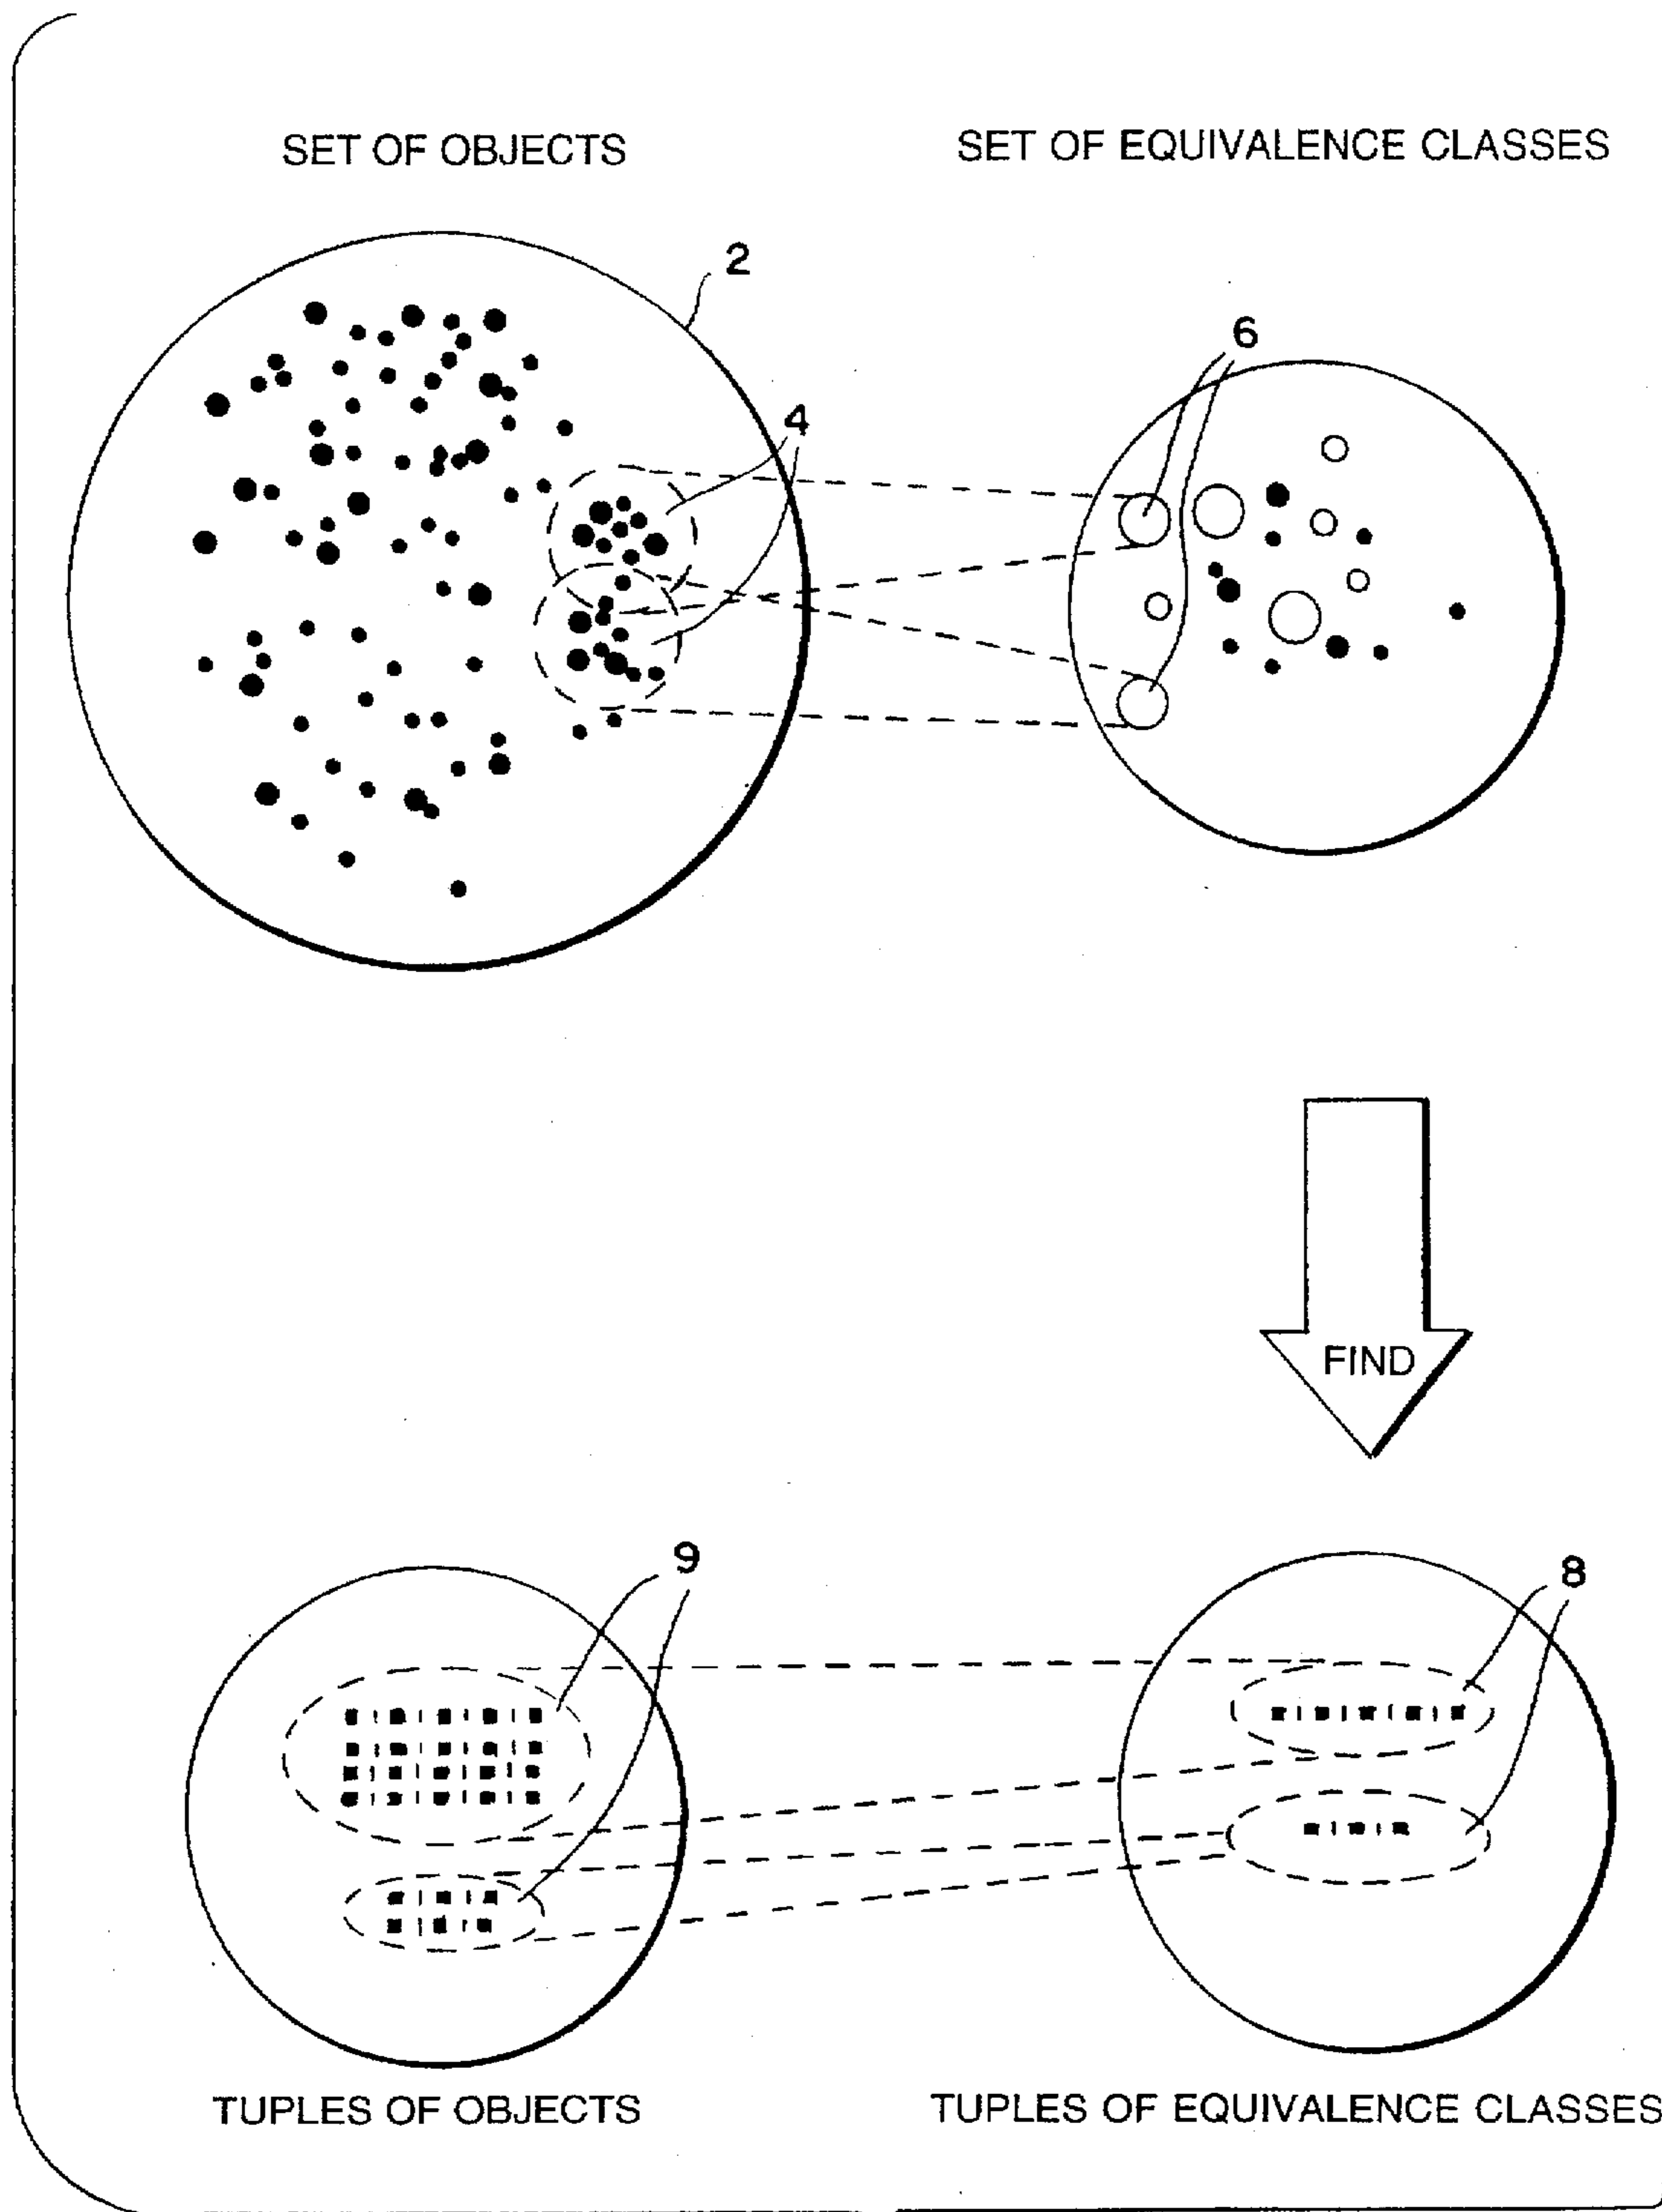 SET OF OBJECTS
SET OF EQUIVALENCE CLASSES
2
6
4
FIND
9
8
TUPLES OF OBJECTS
TUPLES OF EQUIVALENCE CLASSES